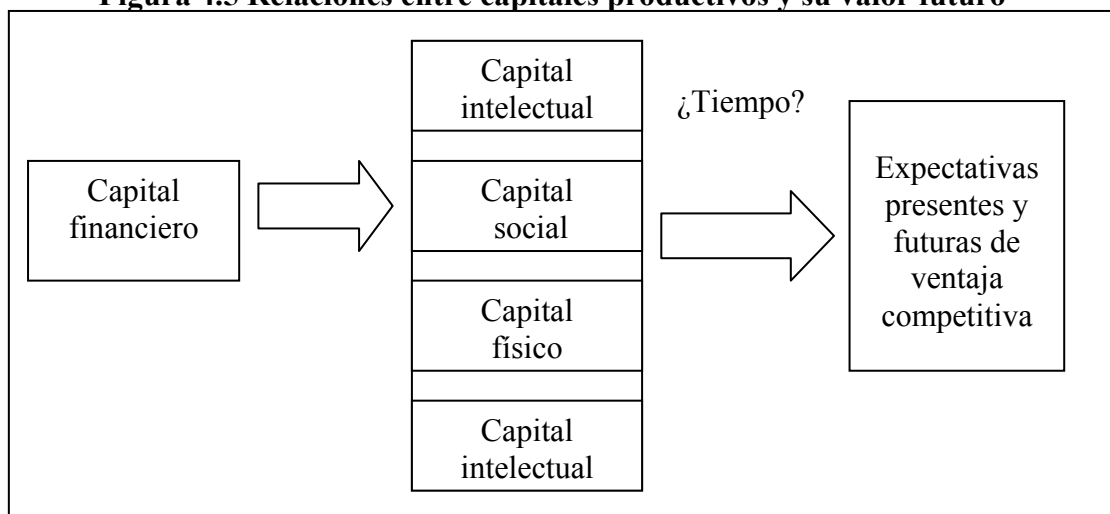 Figura 4.5 Relaciones entre capitales productivos y su valor futuro
Capital
financiero
Capital
intelectual
Capital
social
Capital
físico
Capital
intelectual
¿Tiempo?
Expectativas
presentes y
futuras de
ventaja
competitiva